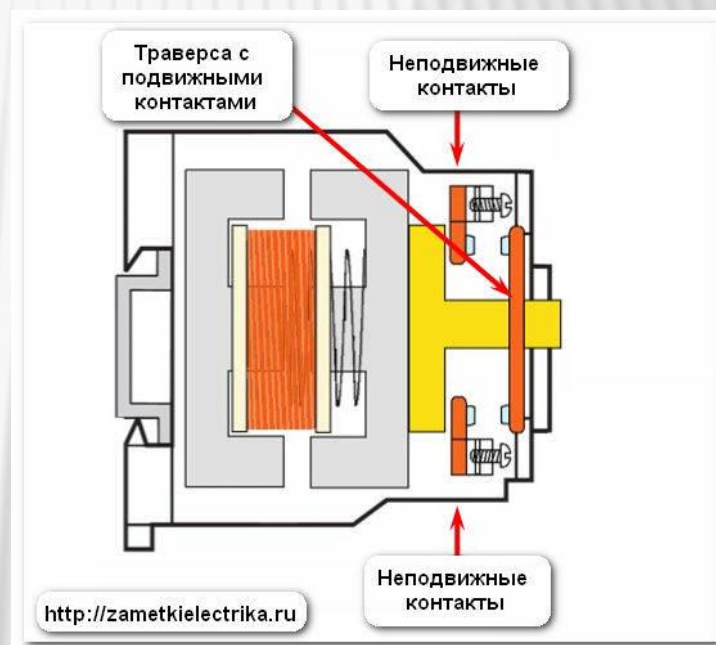 Траверса с
подвижными
контактами
Неподвижные
контакты
Неподвижные
контакты
http://zametkielectrika.ru